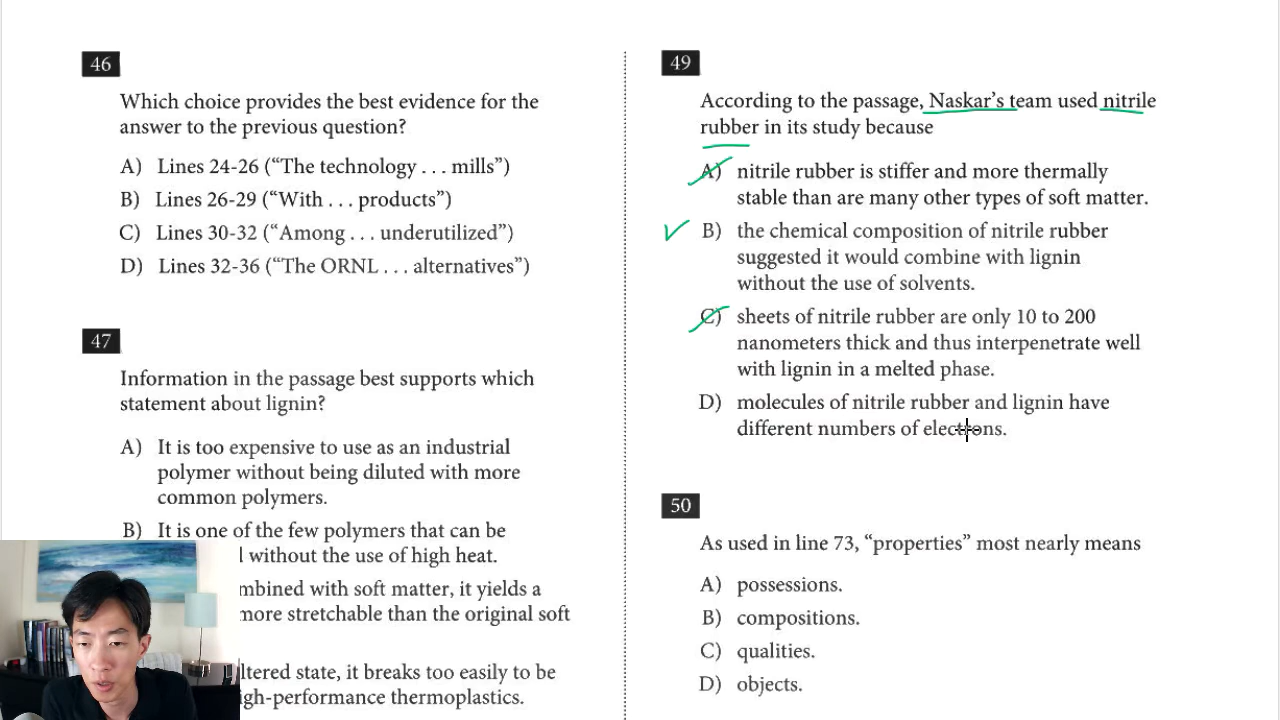 46
Which choice provides the best evidence for the
answer to the previous question?
A) Lines 24-26 (“The technology . . . mills”)
B) Lines 26-29 (“With . . . products”)
C) Lines 30-32 (“Among . . . underutilized”)
D) Lines 32-36 (“The ORNL . . . alternatives”)
47
Information in the passage best supports which
statement about lignin?
A) It is too expensive to use as an industrial
polymer without being diluted with more
common polymers.
B) It is one of the few polymers that can be
without the use of high heat.
mbined with soft matter, it yields a
more stretchable than the original soft
ltered state, it breaks too easily to be
igh-performance thermoplastics.
49
According to the passage, Naskar’s team used nitrile
rubber in its study because
A) nitrile rubber is stiffer and more thermally
stable than are many other types of soft matter.
B) the chemical composition of nitrile rubber
suggested it would combine with lignin
without the use of solvents.
C) sheets of nitrile rubber are only 10 to 200
nanometers thick and thus interpenetrate well
with lignin in a melted phase.
D) molecules of nitrile rubber and lignin have
different numbers of electrons.
50
As used in line 73, “properties” most nearly means
A) possessions.
B) compositions.
C) qualities.
D) objects.